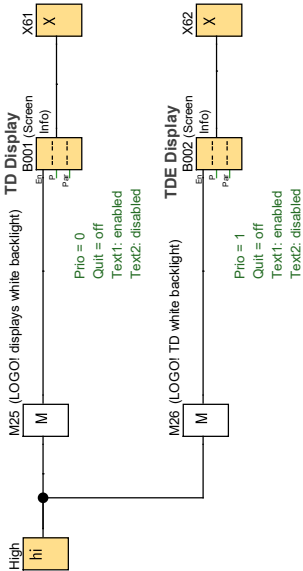 High
hi
M25 (LOGO! displays white backlight)
M
TD Display
B001 (Screen
Info)
En
P
Par
Prio = 0
Quit = off
Text1: enabled
Text2: disabled
X61
X
M26 (LOGO! TD white backlight)
M
TDE Display
B002 (Screen
Info)
En
P
Par
Prio = 1
Quit = off
Text1: enabled
Text2: disabled
X62
X